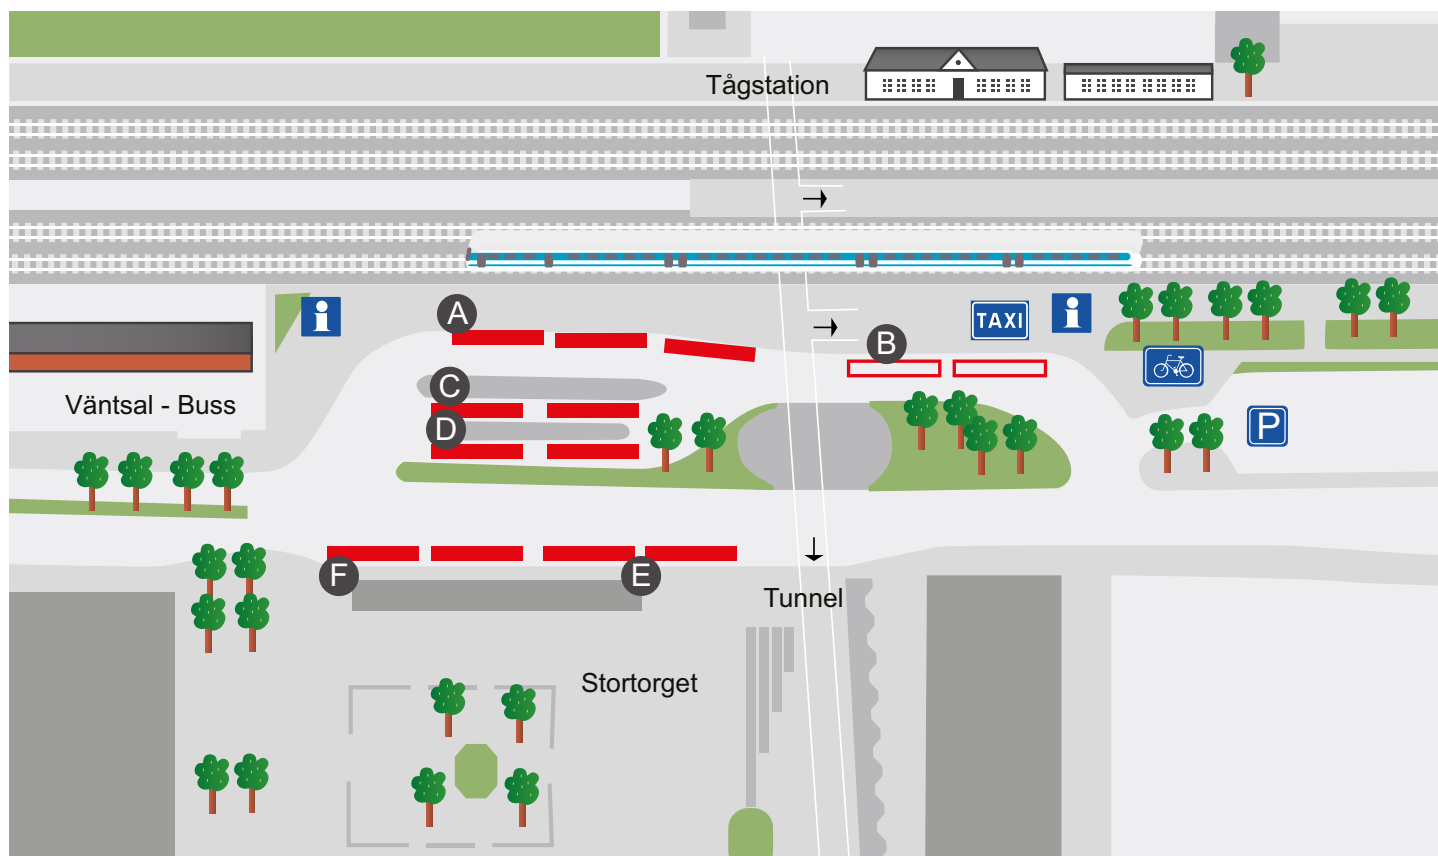 Tågstation
i
A
TAXI
i
B
C
Väntsal - Buss
D
P
F
E
Tunnel
Stortorget